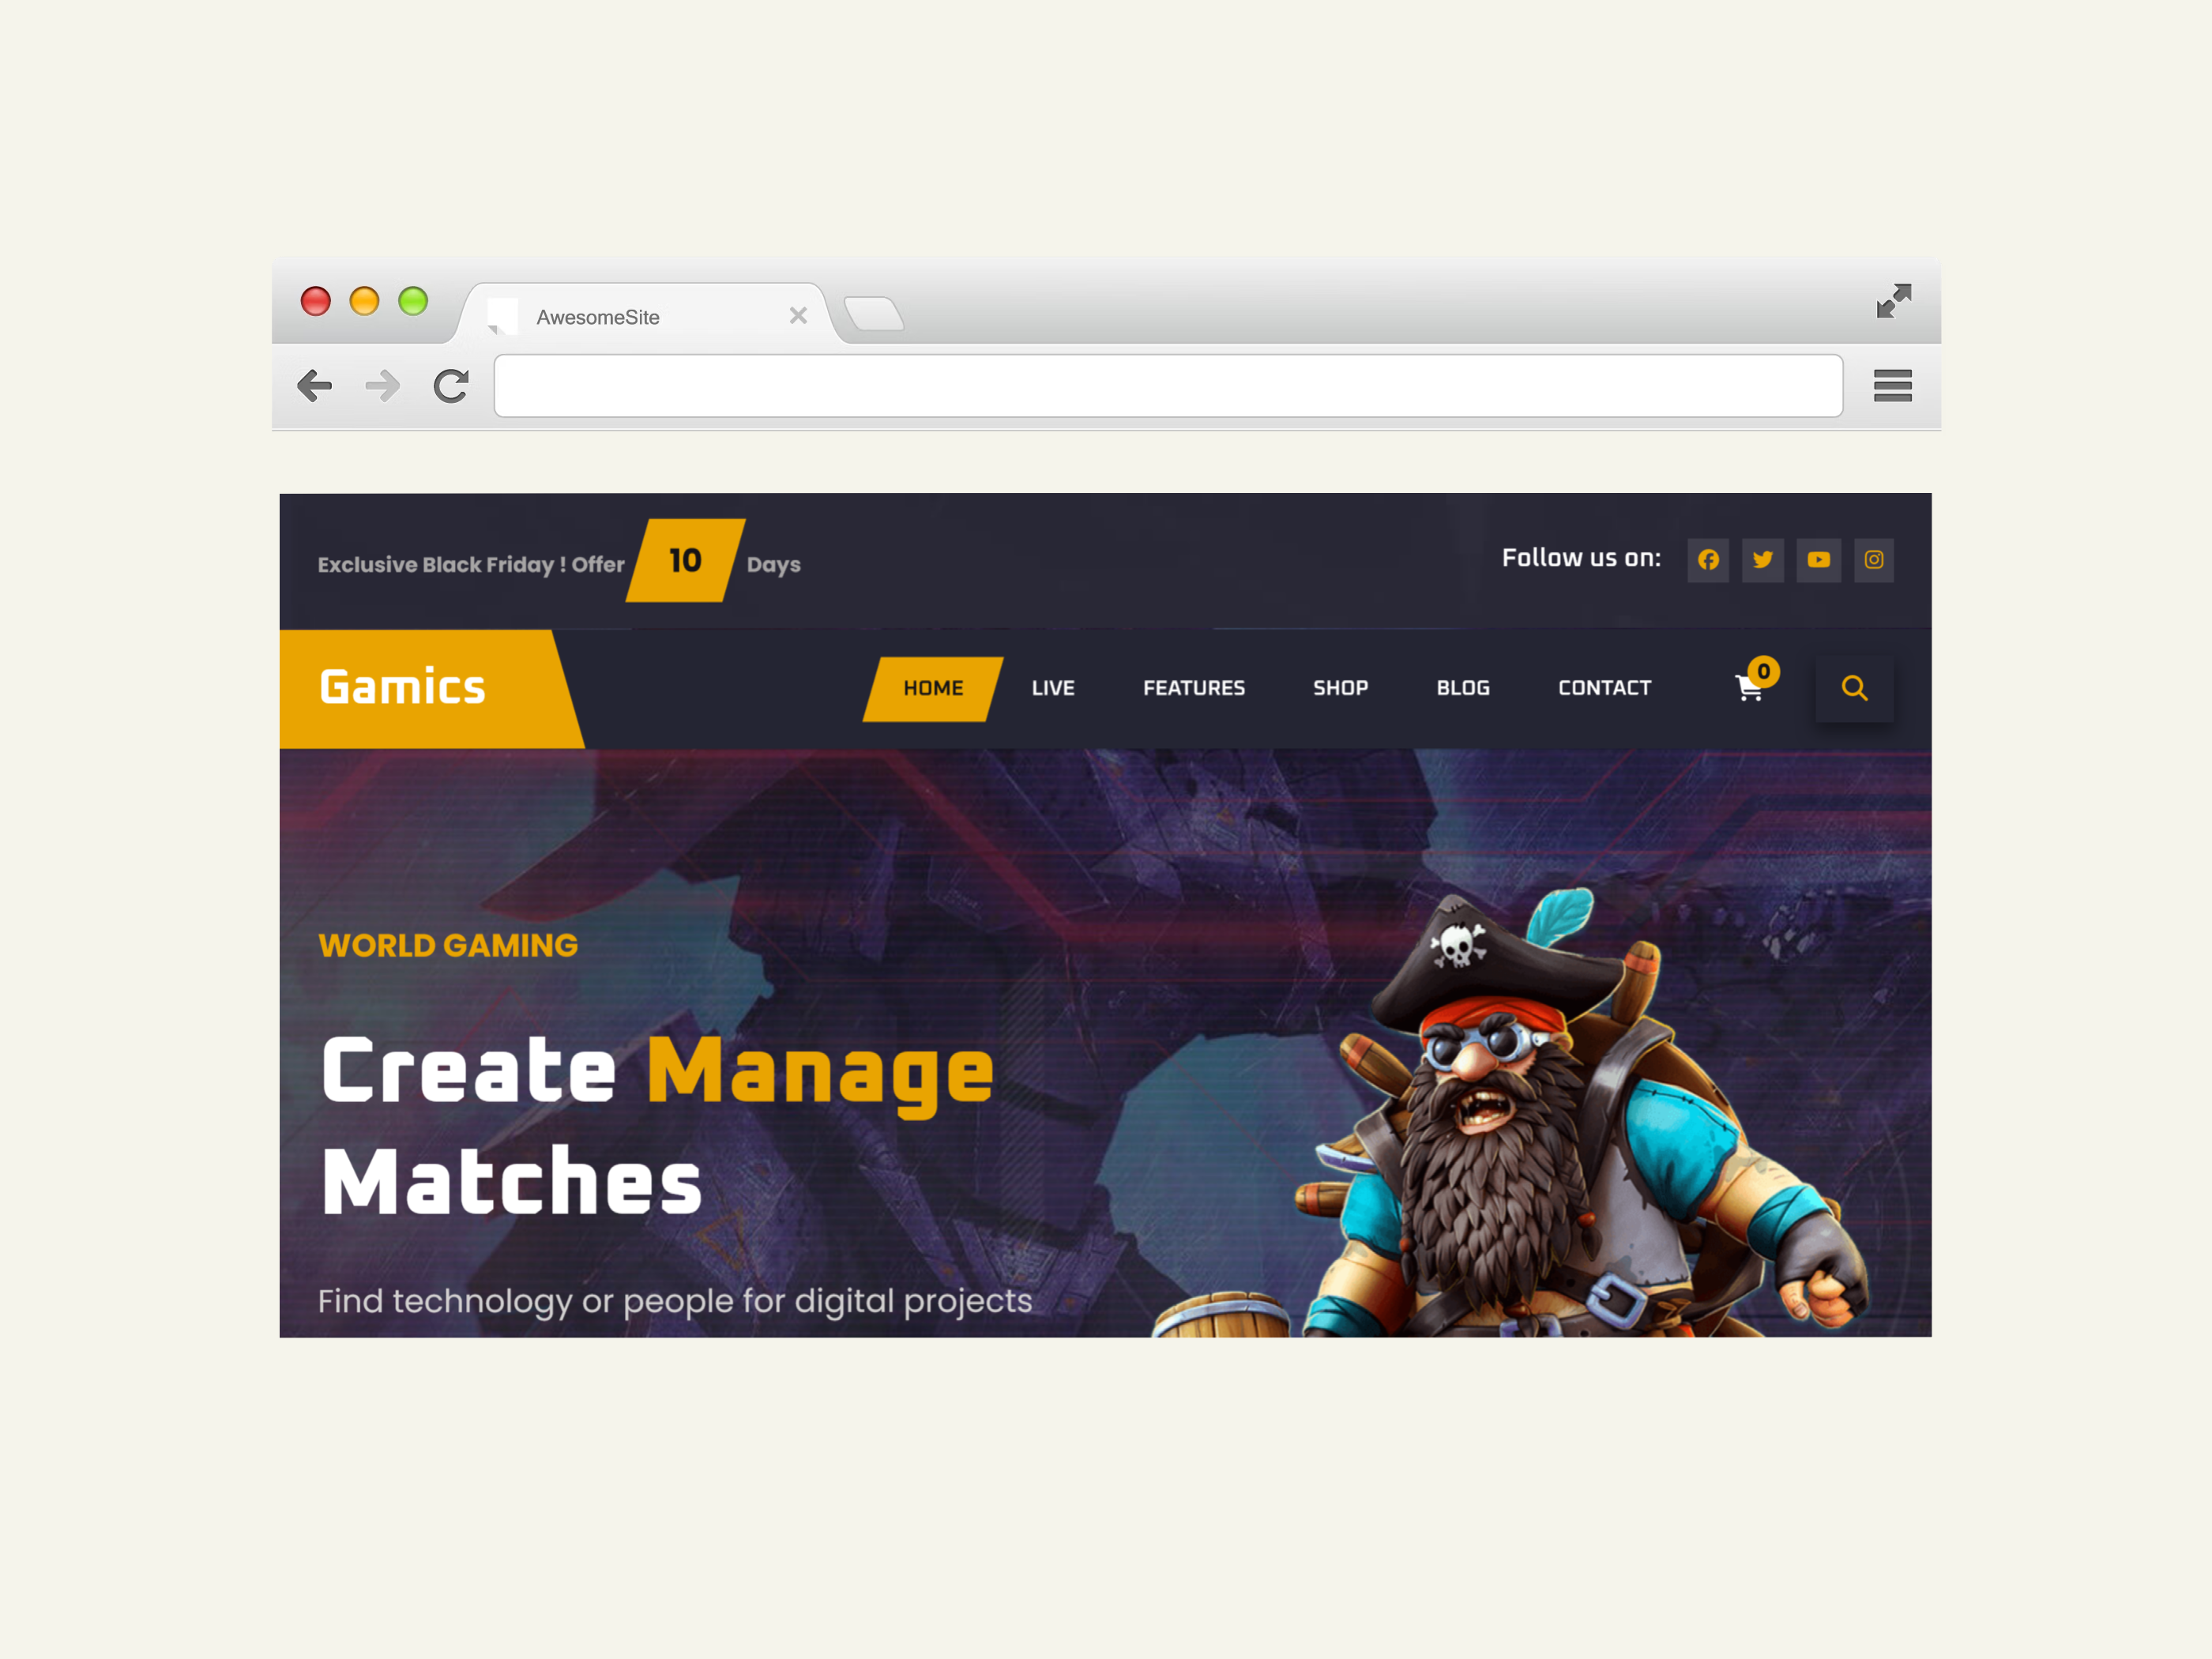 AwesomeSite
Exclusive Black Friday ! Offer 10 Days
Follow us on:
Gamics
HOME LIVE FEATURES SHOP BLOG CONTACT 0
WORLD GAMING
Create Manage
Matches
Find technology or people for digital projects